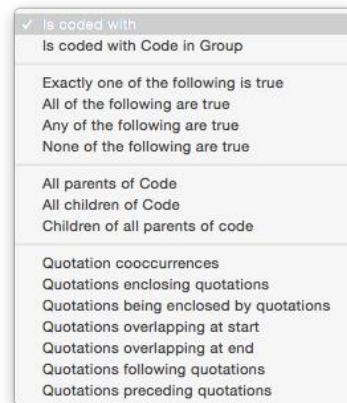 ✓ Is coded with
Is coded with Code in Group
Exactly one of the following is true
All of the following are true
Any of the following are true
None of the following are true
All parents of Code
All children of Code
Children of all parents of code
Quotation cooccurrences
Quotations enclosing quotations
Quotations being enclosed by quotations
Quotations overlapping at start
Quotations overlapping at end
Quotations following quotations
Quotations preceding quotations